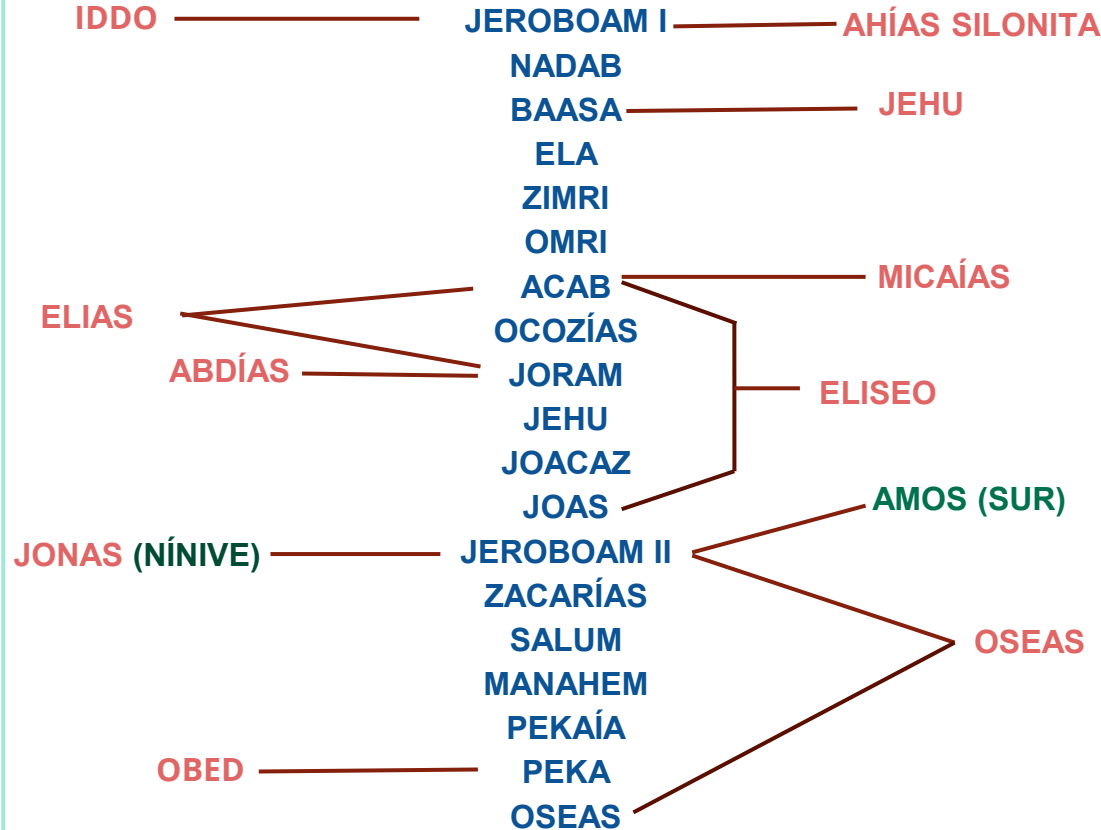 IDDO JEROBOAM I AHÍAS SILONITA
NADAB
BAASA JEHU
ELA
ZIMRI
OMRI
ACAB MICAÍAS
ELIAS
OCOZÍAS
ABDÍAS JORAM
ELISEO
JEHU
JOACAZ
JOAS AMOS (SUR)
JONAS (NÍNIVE) JEROBOAM II
ZACARÍAS
SALUM OSEAS
MANAHEM
PEKAÍA
OBED PEKA
OSEAS